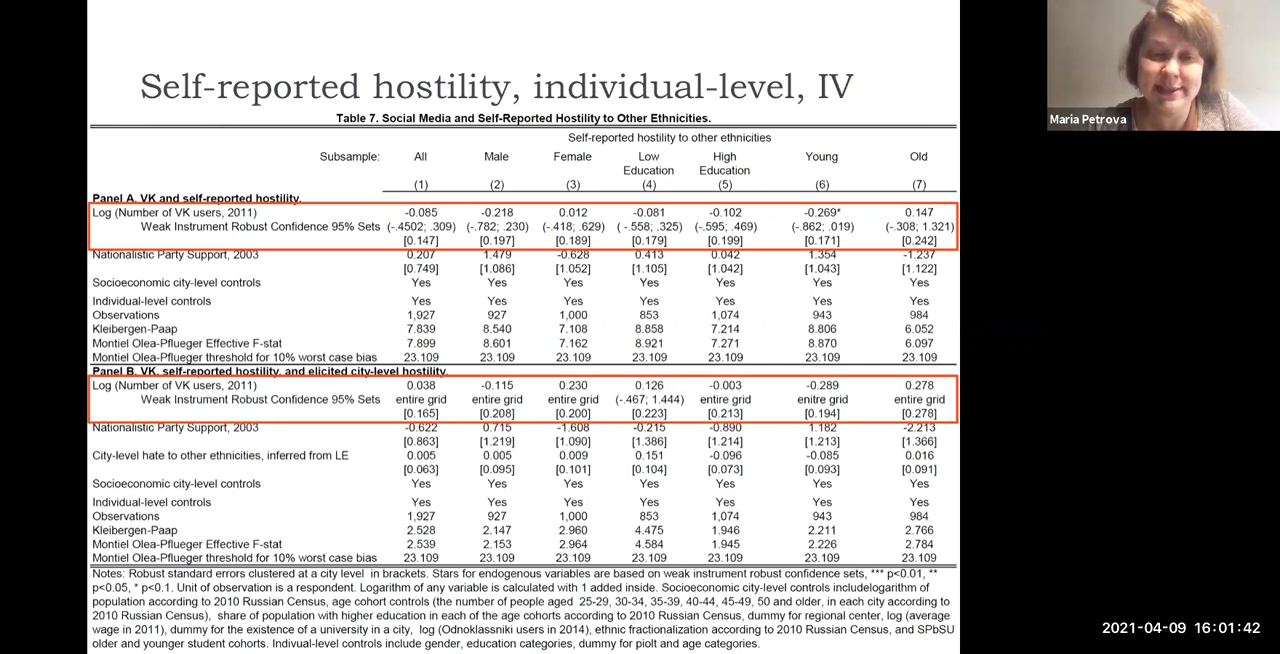 Self-reported hostility, individual-level, IV
Maria Petrova
Table 7. Social Media and Self-Reported Hostility to Other Ethnicities.
Self-reported hostility to other ethnicities
Subsample: All Male Female Low Education High Education Young Old
(1) (2) (3) (4) (5) (6) (7)
Panel A. VK and self-reported hostility.
Log (Number of VK users, 2011) -0.085 -0.218 0.012 -0.081 -0.102 -0.269* 0.147
Weak Instrument Robust Confidence 95% Sets (-.4502; .309) (-.782; .230) (-.418; .629) ( -.558; .325) (-.595; .469) (-.862; .019) (-.308; 1.321)
[0.147] [0.197] [0.189] [0.179] [0.199] [0.171] [0.242]
Nationalistic Party Support, 2003 0.207 1.479 -0.628 0.413 0.042 1.354 -1.237
[0.749] [1.086] [1.052] [1.105] [1.042] [1.043] [1.122]
Socioeconomic city-level controls Yes Yes Yes Yes Yes Yes Yes
Individual-level controls Yes Yes Yes Yes Yes Yes Yes
Observations 1,927 927 1,000 853 1,074 943 984
Kleibergen-Paap 7.839 8.540 7.108 8.858 7.214 8.806 6.052
Montiel Olea-Pflueger Effective F-stat 7.899 8.601 7.162 8.921 7.271 8.870 6.097
Montiel Olea-Pflueger threshold for 10% worst case bias 23.109 23.109 23.109 23.109 23.109 23.109 23.109
Panel B. VK, self-reported hostility, and elicited city-level hostility.
Log (Number of VK users, 2011) 0.038 -0.115 0.230 0.126 -0.003 -0.289 0.278
Weak Instrument Robust Confidence 95% Sets entire grid entire grid entire grid (-.467; 1.444) entire grid entire grid entire grid
[0.165] [0.208] [0.200] [0.223] [0.213] [0.194] [0.278]
Nationalistic Party Support, 2003 -0.622 0.715 -1.608 -0.215 -0.890 1.182 -2.213
[0.863] [1.219] [1.090] [1.386] [1.214] [1.213] [1.366]
City-level hate to other ethnicities, inferred from LE 0.005 0.005 0.009 0.151 -0.096 -0.085 0.016
[0.063] [0.095] [0.101] [0.104] [0.073] [0.093] [0.091]
Socioeconomic city-level controls Yes Yes Yes Yes Yes Yes Yes
Individual-level controls Yes Yes Yes Yes Yes Yes Yes
Observations 1,927 927 1,000 853 1,074 943 984
Kleibergen-Paap 2.528 2.147 2.960 4.475 1.946 2.211 2.766
Montiel Olea-Pflueger Effective F-stat 2.539 2.153 2.964 4.584 1.945 2.226 2.784
Montiel Olea-Pflueger threshold for 10% worst case bias 23.109 23.109 23.109 23.109 23.109 23.109 23.109
Notes: Robust standard errors clustered at a city level in brackets. Stars for endogenous variables are based on weak instrument robust confidence sets, *** p<0.01, **
p<0.05, * p<0.1. Unit of observation is a respondent. Logarithm of any variable is calculated with 1 added inside. Socioeconomic city-level controls includelogarithm of
population according to 2010 Russian Census, age cohort controls (the number of people aged 25-29, 30-34, 35-39, 40-44, 45-49, 50 and older, in each city according to
2010 Russian Census), share of population with higher education in each of the age cohorts according to 2010 Russian Census, dummy for regional center, log (average
wage in 2011), dummy for the existence of a university in a city, log (Odnoklassniki users in 2014), ethnic fractionalization according to 2010 Russian Census, and SPbSU
older and younger student cohorts. Indivual-level controls include gender, education categories, dummy for piolt and age categories.
2021-04-09 16:01:42